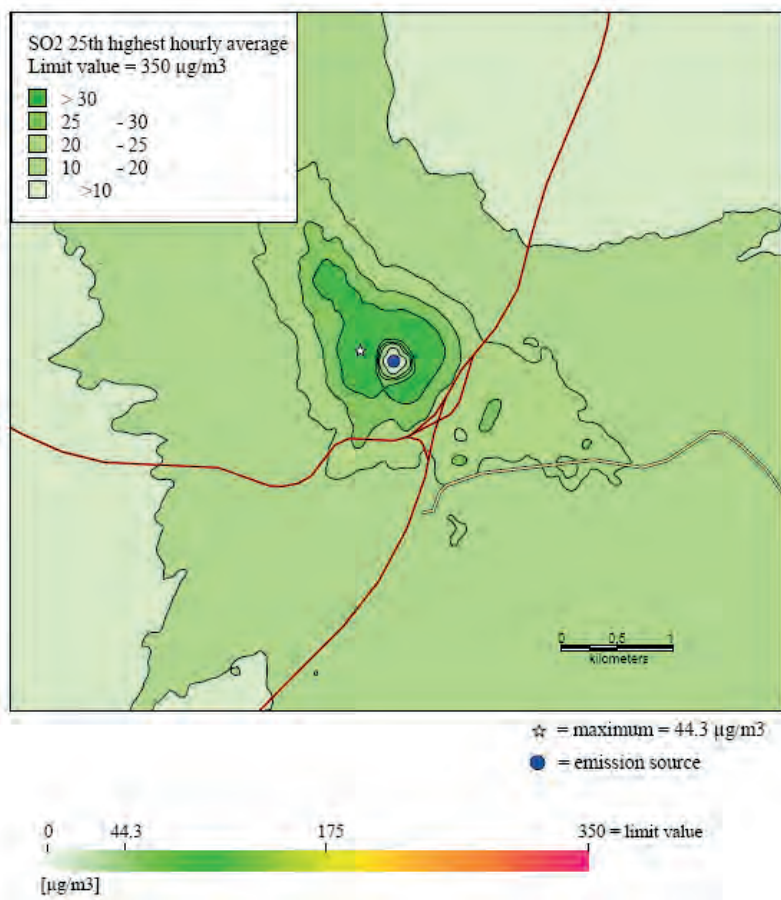 SO2 25th highest hourly average
Limit value = 350 µg/m3
> 30
25 - 30
20 - 25
10 - 20
>10
0 0,5 1
kilometers
= maximum = 44.3 µg/m3
= emission source
0 44,3 175 350 = limit value
[µg/m3]